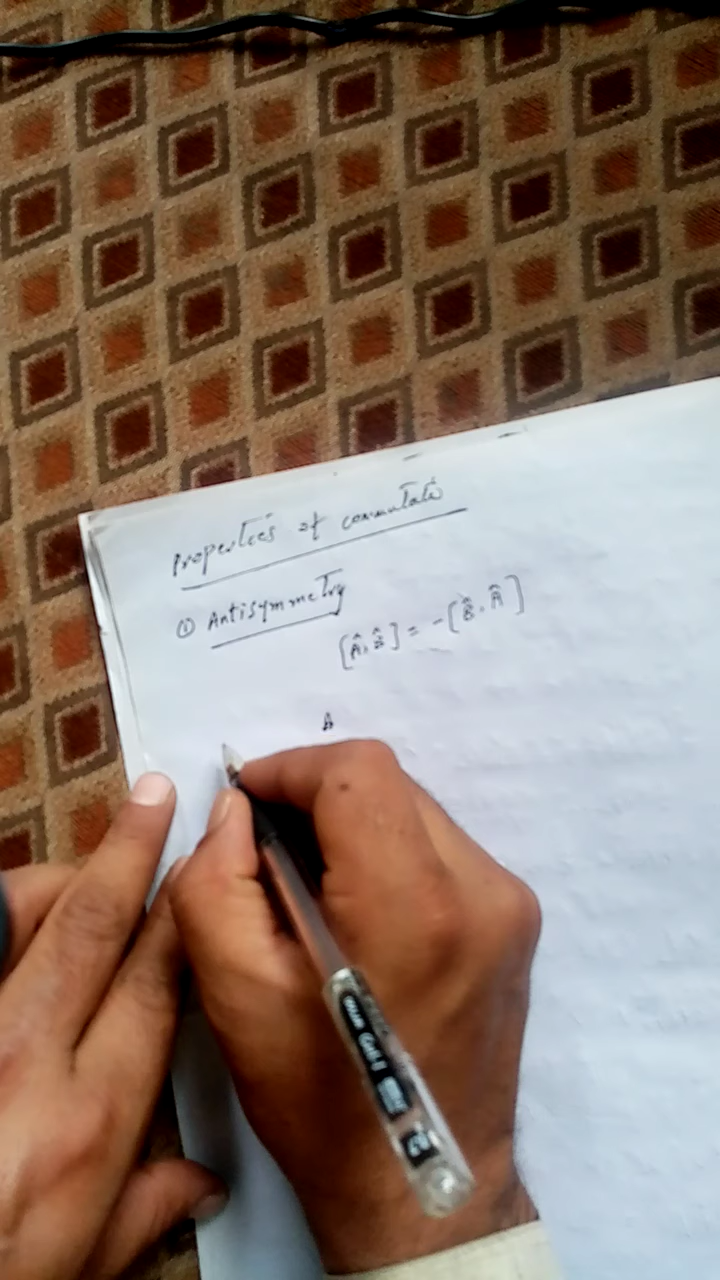 Properties of commutato
① Antisymmetry
[Â, B̂] = -[B̂, Â]
A